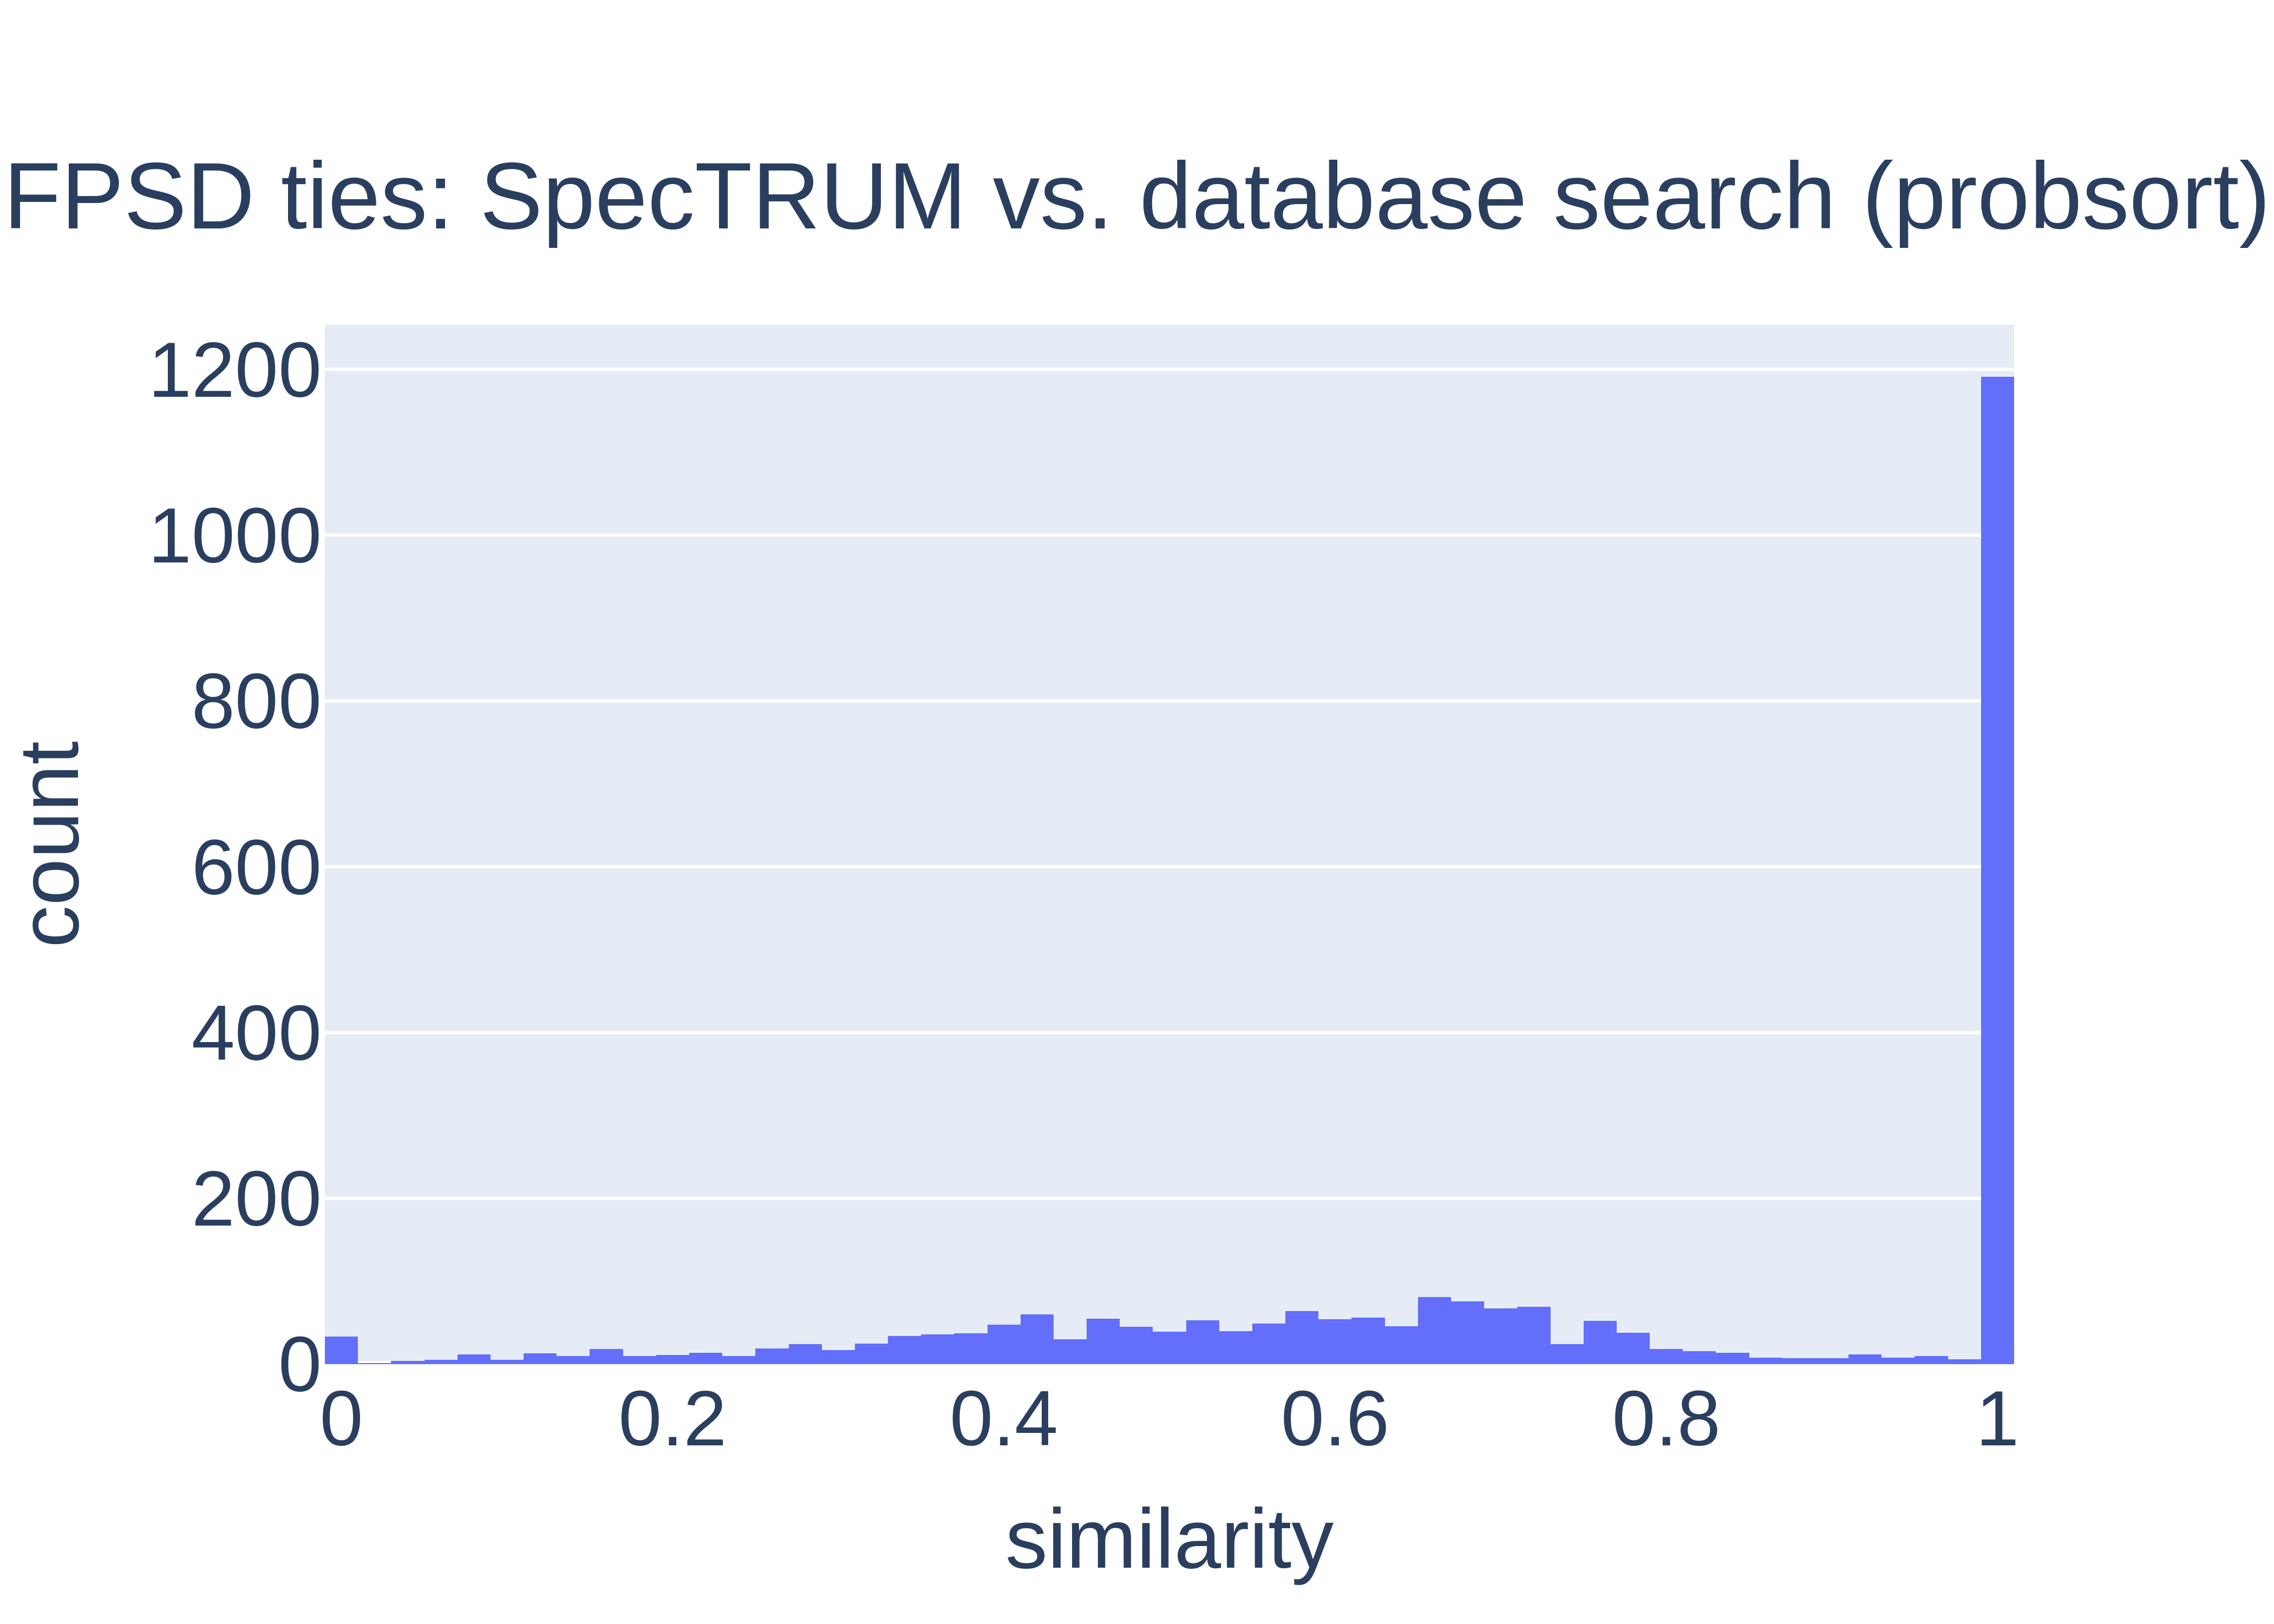 FPSD ties: SpecTRUM vs. database search (probsort)
1200
1000
800
600
400
200
0
count
0 0.2 0.4 0.6 0.8 1
similarity